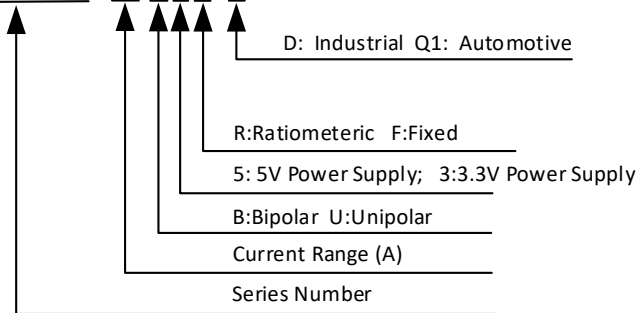 D: Industrial Q1: Automotive
R:Ratiometeric F:Fixed
5: 5V Power Supply; 3:3.3V Power Supply
B:Bipolar U:Unipolar
Current Range (A)
Series Number